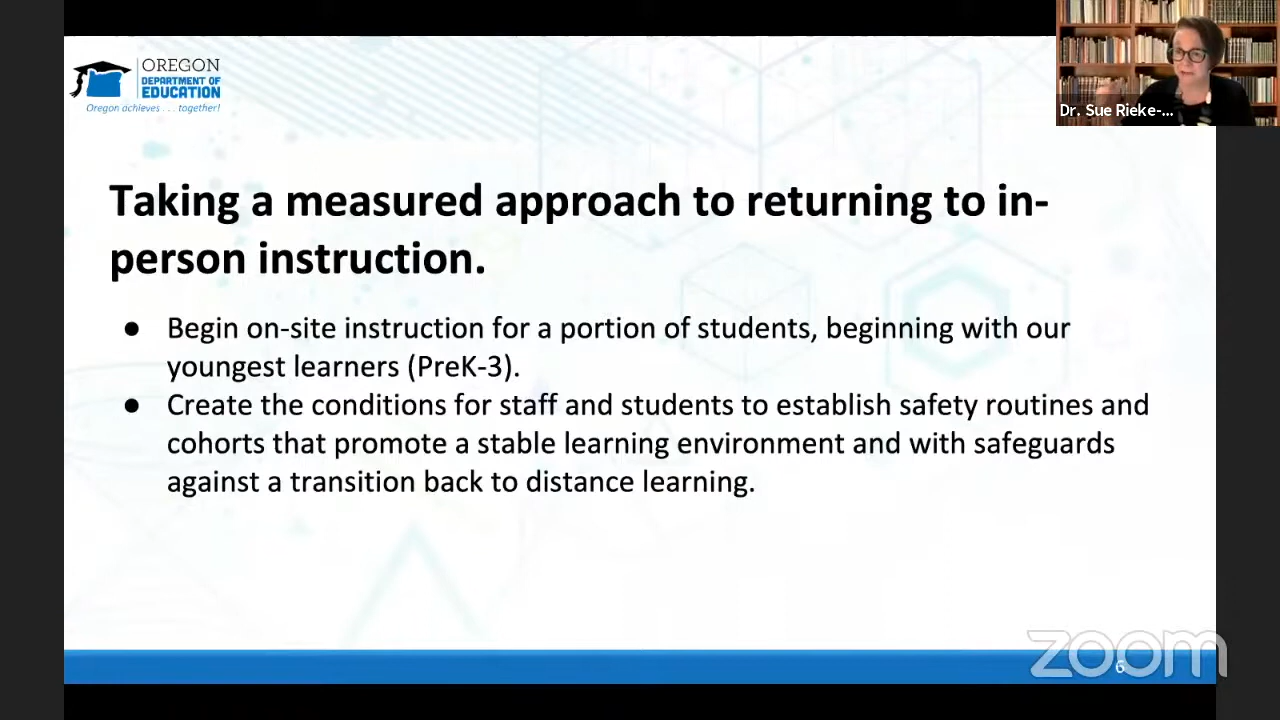 OREGON
DEPARTMENT OF
EDUCATION
Oregon achieves . . . together!
Dr. Sue Rieke-...
Taking a measured approach to returning to in-
person instruction.
● Begin on-site instruction for a portion of students, beginning with our
youngest learners (PreK-3).
● Create the conditions for staff and students to establish safety routines and
cohorts that promote a stable learning environment and with safeguards
against a transition back to distance learning.
zoom
6